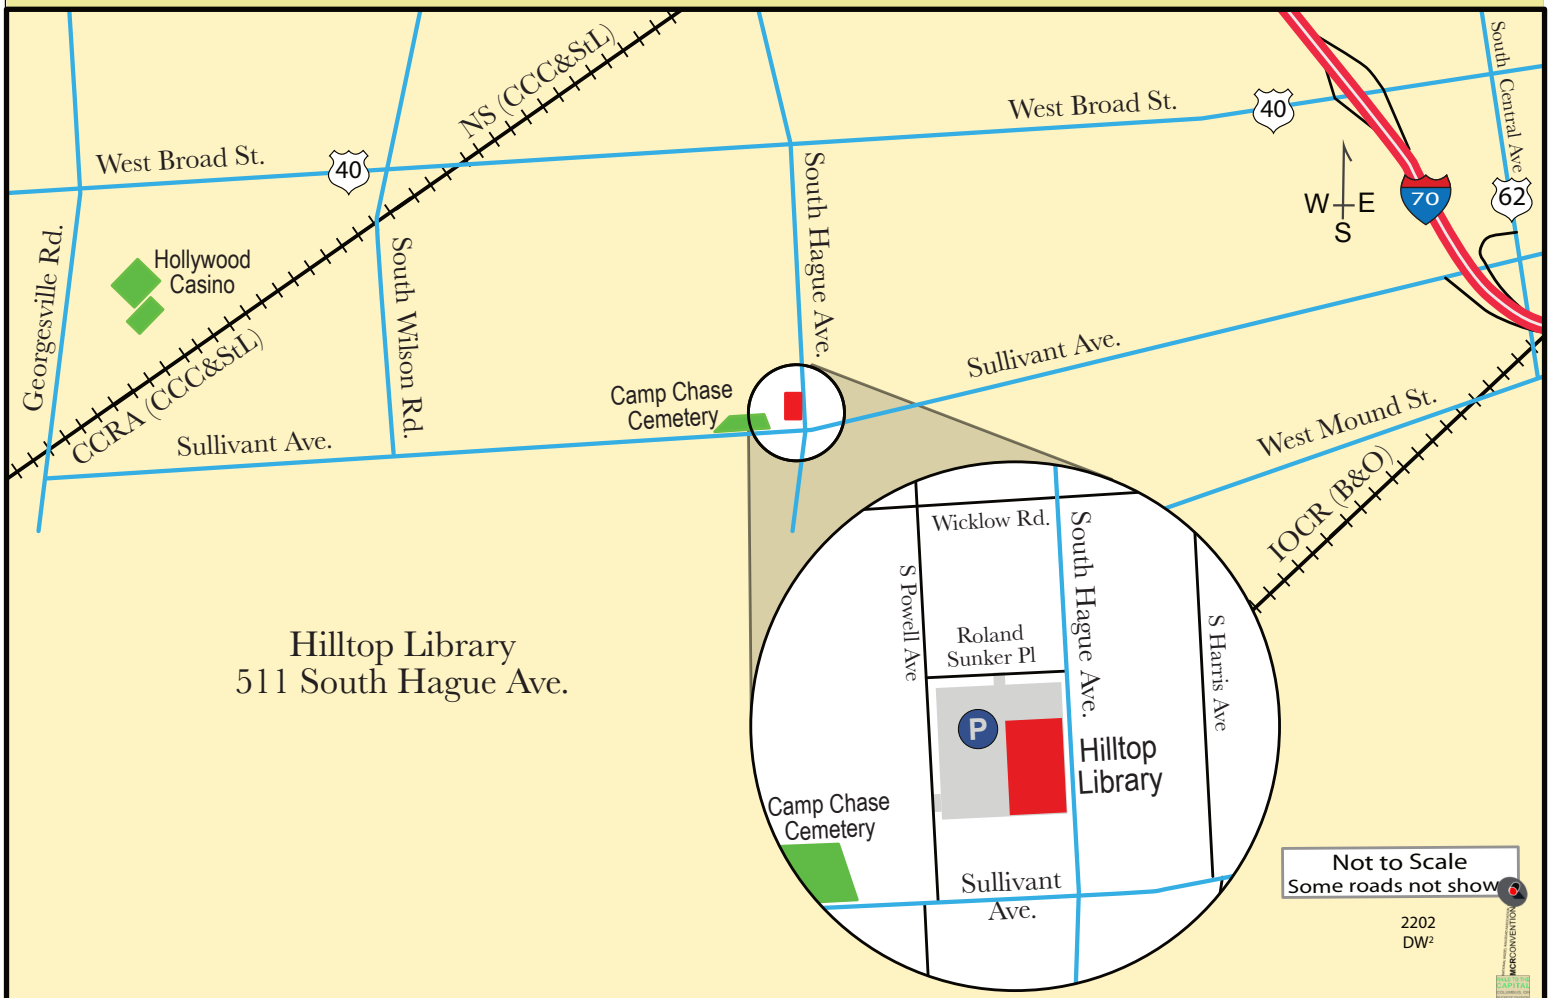 NS (CCC&StL)
South Central Ave
West Broad St.
40
West Broad St.
40
South Hague Ave.
70
62
W E
S
Georgesville Rd.
Hollywood
Casino
South Wilson Rd.
CCRA (CCC&StL)
Sullivant Ave.
Camp Chase
Cemetery
Sullivant Ave.
West Mound St.
IOCR (B&O)
Wicklow Rd.
South Hague Ave.
S Powell Ave
Roland
Sunker Pl
S Harris Ave
P
Hilltop
Library
Camp Chase
Cemetery
Sullivant
Ave.
Hilltop Library
511 South Hague Ave.
Not to Scale
Some roads not show
2202
DW²
MCRCONVENTION
CAPITAL